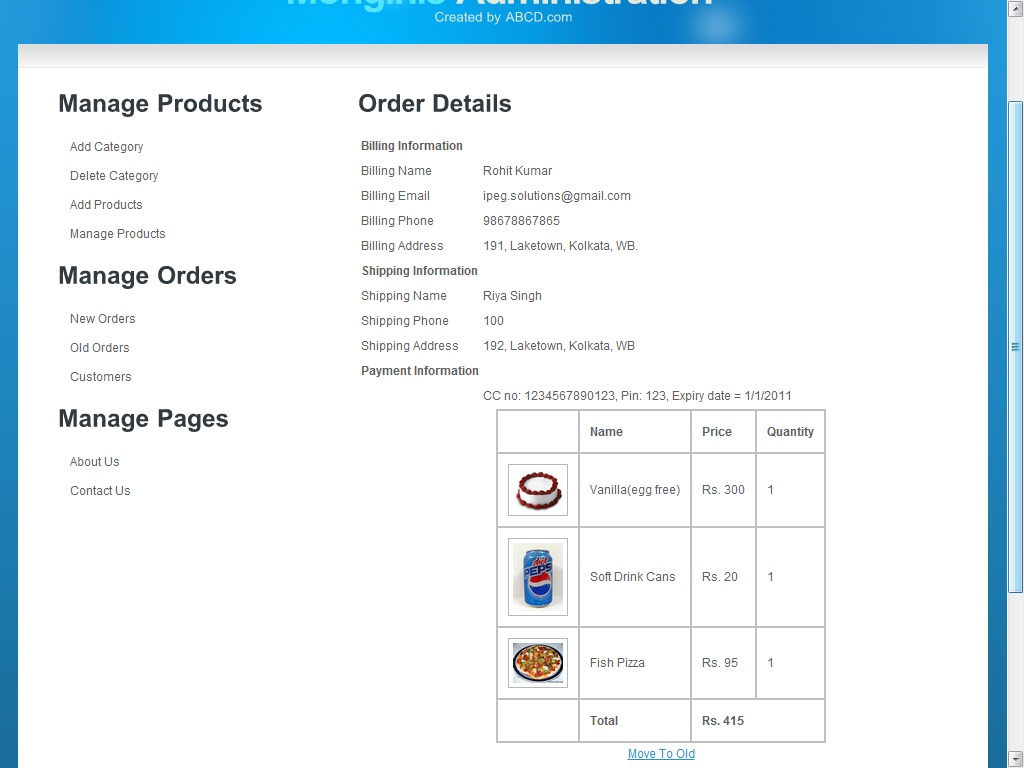 Monginis Administration
Created by ABCD.com
Manage Products
Add Category
Delete Category
Add Products
Manage Products
Manage Orders
New Orders
Old Orders
Customers
Manage Pages
About Us
Contact Us
Order Details
Billing Information
Billing Name Rohit Kumar
Billing Email ipeg.solutions@gmail.com
Billing Phone 98678867865
Billing Address 191, Laketown, Kolkata, WB.
Shipping Information
Shipping Name Riya Singh
Shipping Phone 100
Shipping Address 192, Laketown, Kolkata, WB
Payment Information
CC no: 1234567890123, Pin: 123, Expiry date = 1/1/2011
Name Price Quantity
Vanilla(egg free) Rs. 300 1
diet
PEPSI
Soft Drink Cans Rs. 20 1
Fish Pizza Rs. 95 1
Total Rs. 415
Move To Old